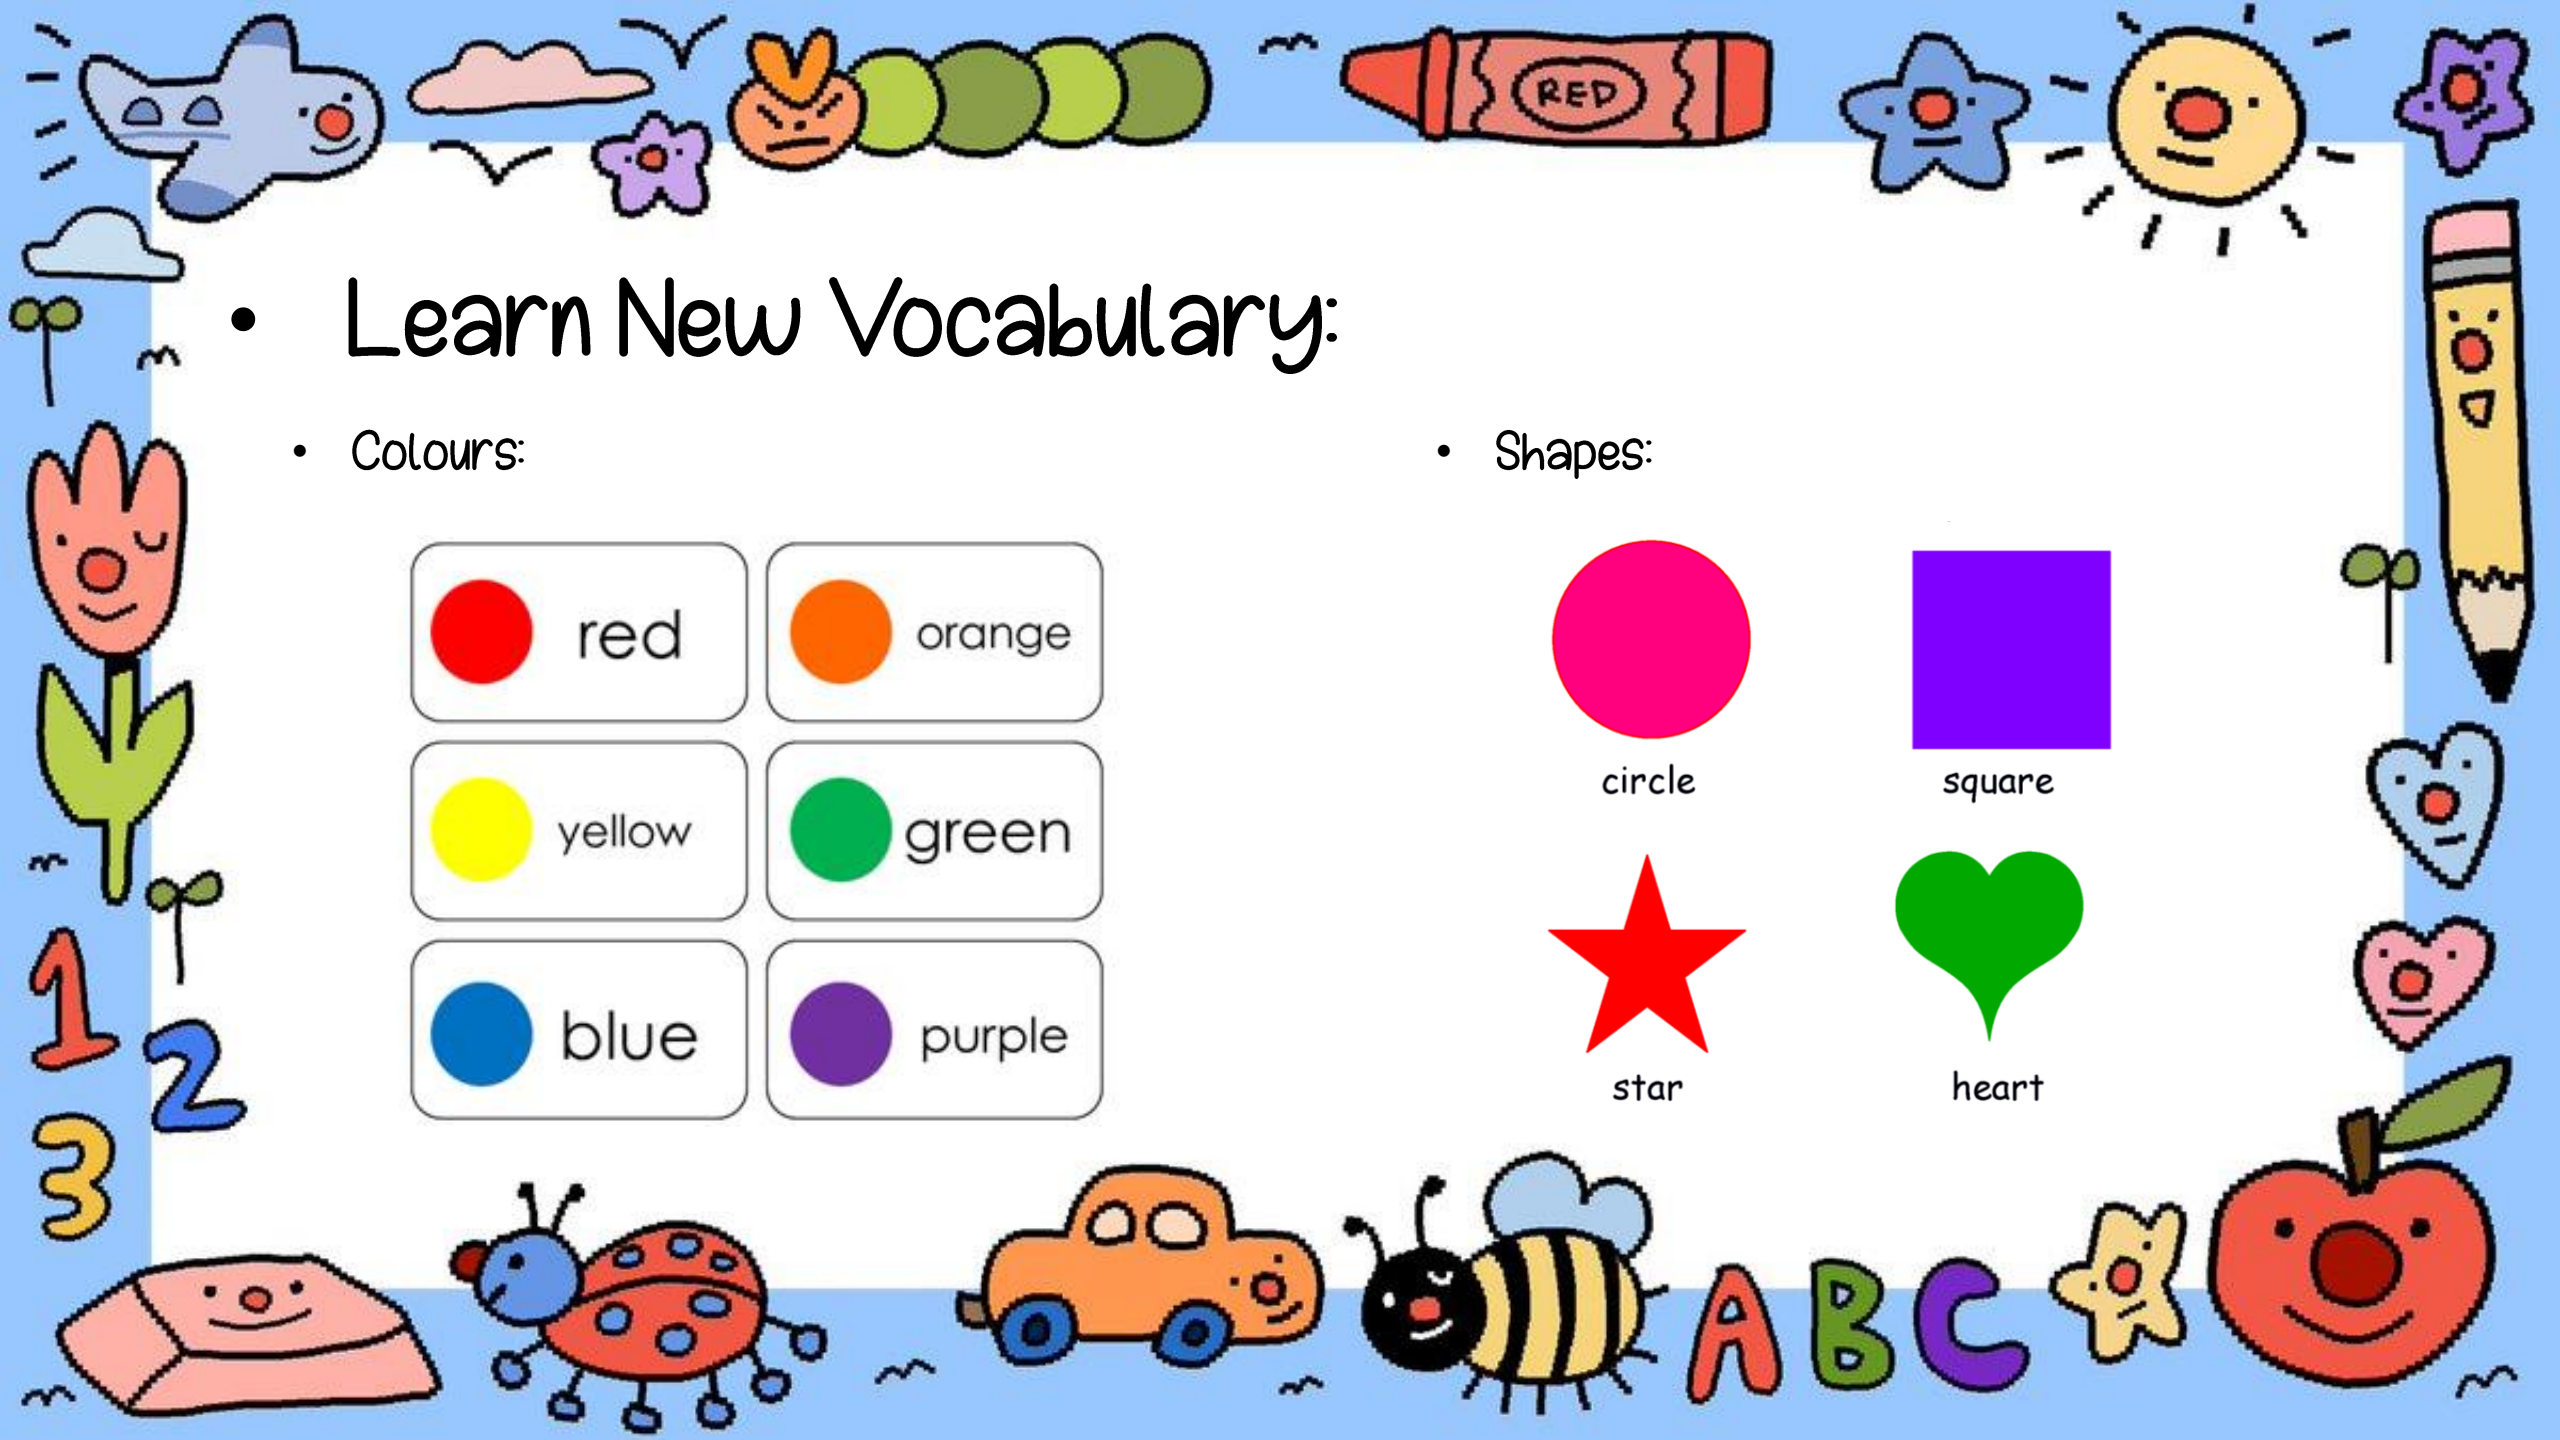 RED
• Learn New Vocabulary:
• Colours:
red orange
yellow green
blue purple
• Shapes:
circle square
star heart
1
2
3
ABC